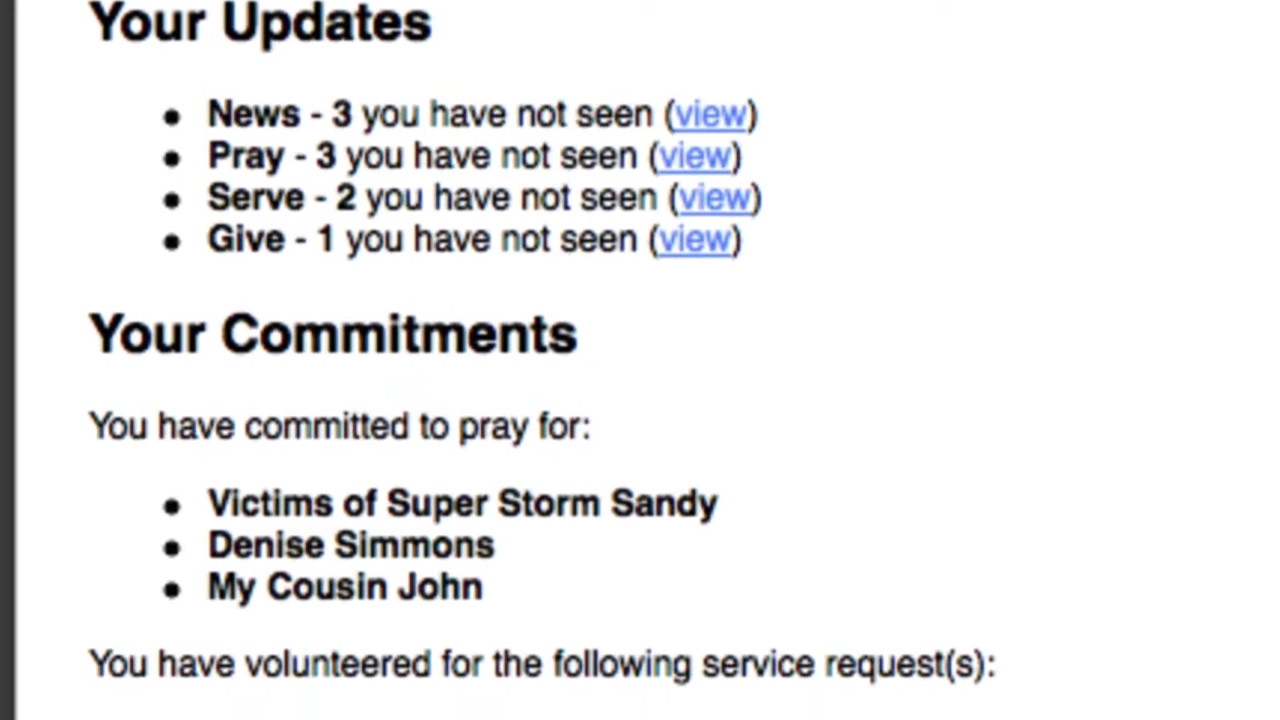 Your Updates
• News - 3 you have not seen (view)
• Pray - 3 you have not seen (view)
• Serve - 2 you have not seen (view)
• Give - 1 you have not seen (view)
Your Commitments
You have committed to pray for:
• Victims of Super Storm Sandy
• Denise Simmons
• My Cousin John
You have volunteered for the following service request(s):